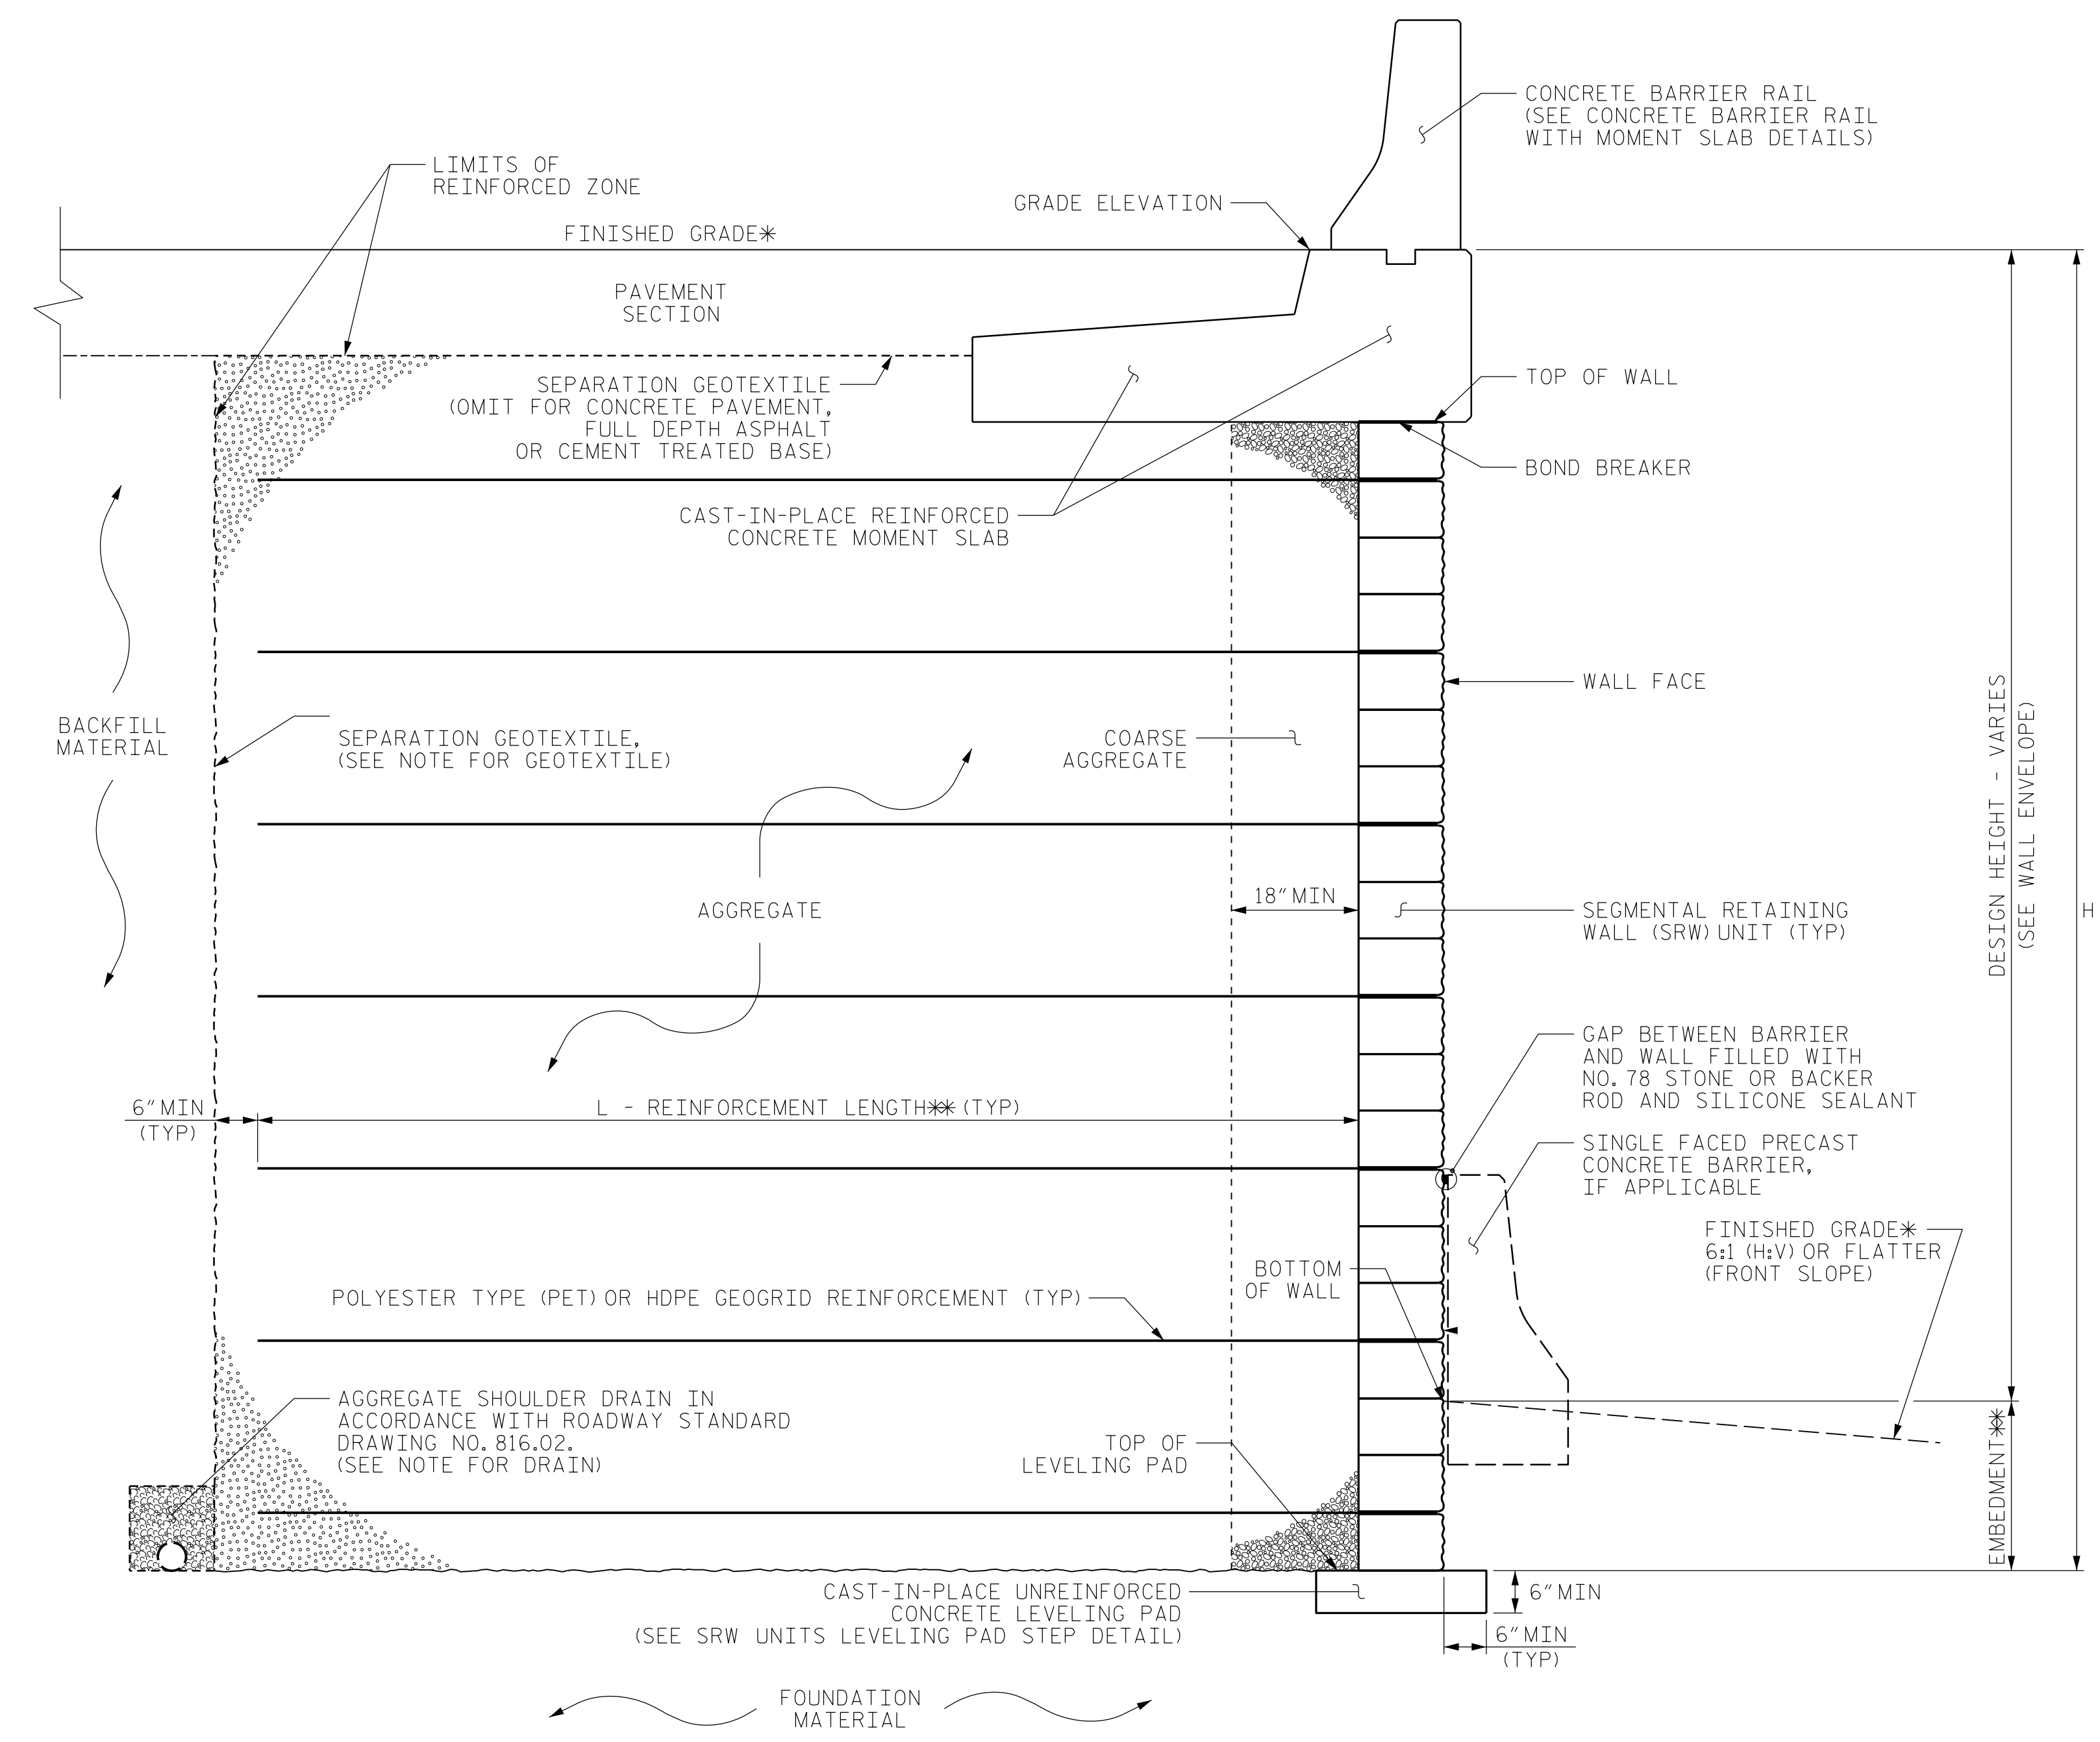 CONCRETE BARRIER RAIL
(SEE CONCRETE BARRIER RAIL
WITH MOMENT SLAB DETAILS)
LIMITS OF
REINFORCED ZONE
GRADE ELEVATION
FINISHED GRADE*
PAVEMENT
SECTION
SEPARATION GEOTEXTILE
(OMIT FOR CONCRETE PAVEMENT,
FULL DEPTH ASPHALT
OR CEMENT TREATED BASE)
TOP OF WALL
BOND BREAKER
CAST-IN-PLACE REINFORCED
CONCRETE MOMENT SLAB
WALL FACE
BACKFILL
MATERIAL
SEPARATION GEOTEXTILE,
(SEE NOTE FOR GEOTEXTILE)
COARSE
AGGREGATE
DESIGN HEIGHT - VARIES
(SEE WALL ENVELOPE)
H
18" MIN
AGGREGATE
SEGMENTAL RETAINING
WALL (SRW) UNIT (TYP)
GAP BETWEEN BARRIER
AND WALL FILLED WITH
NO. 78 STONE OR BACKER
ROD AND SILICONE SEALANT
6" MIN
(TYP)
L - REINFORCEMENT LENGTH** (TYP)
SINGLE FACED PRECAST
CONCRETE BARRIER,
IF APPLICABLE
FINISHED GRADE*
6:1 (H:V) OR FLATTER
(FRONT SLOPE)
BOTTOM
OF WALL
POLYESTER TYPE (PET) OR HDPE GEOGRID REINFORCEMENT (TYP)
AGGREGATE SHOULDER DRAIN IN
ACCORDANCE WITH ROADWAY STANDARD
DRAWING NO. 816.02.
(SEE NOTE FOR DRAIN)
TOP OF
LEVELING PAD
EMBEDMENT**
CAST-IN-PLACE UNREINFORCED
CONCRETE LEVELING PAD
(SEE SRW UNITS LEVELING PAD STEP DETAIL)
6" MIN
6" MIN
(TYP)
FOUNDATION
MATERIAL